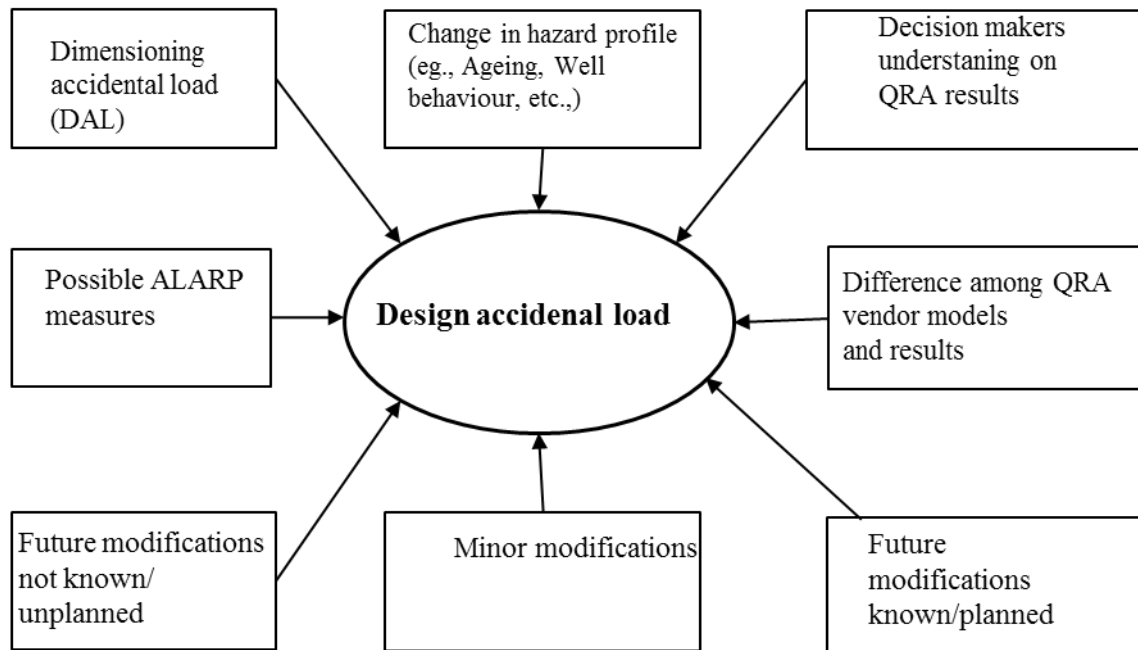 Dimensioning
accidental load
(DAL)
Change in hazard profile
(eg., Ageing, Well
behaviour, etc.,)
Decision makers
understaning on
QRA results
Possible ALARP
measures
Design accidenal load
Difference among QRA
vendor models
and results
Future modifications
not known/
unplanned
Minor modifications
Future
modifications
known/planned